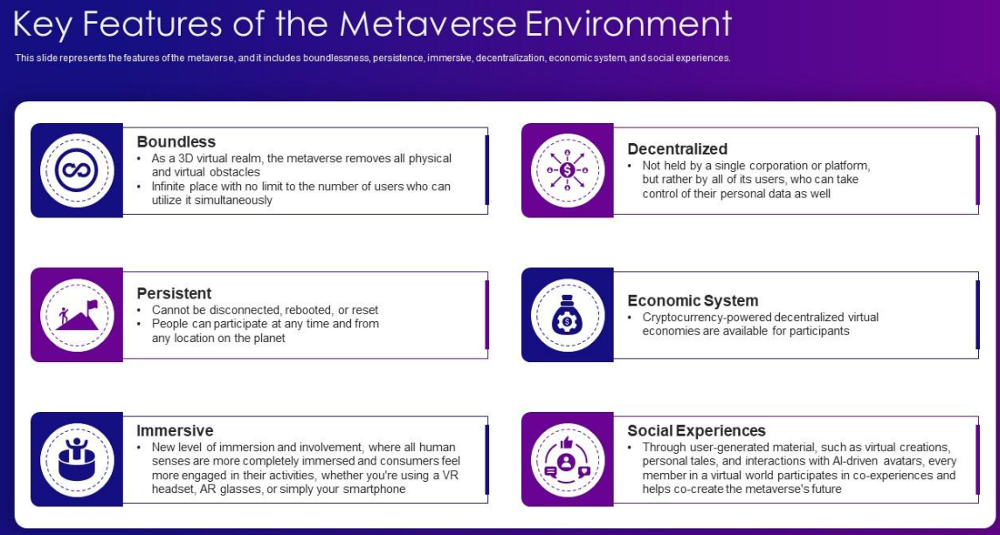 Key Features of the Metaverse Environment
This slide represents the features of the metaverse, and it includes boundlessness, persistence, immersive, decentralization, economic system, and social experiences.
Boundless
• As a 3D virtual realm, the metaverse removes all physical
and virtual obstacles
• Infinite place with no limit to the number of users who can
utilize it simultaneously
Decentralized
• Not held by a single corporation or platform,
but rather by all of its users, who can take
control of their personal data as well
Persistent
• Cannot be disconnected, rebooted, or reset
• People can participate at any time and from
any location on the planet
Economic System
• Cryptocurrency-powered decentralized virtual
economies are available for participants
Immersive
• New level of immersion and involvement, where all human
senses are more completely immersed and consumers feel
more engaged in their activities, whether you're using a VR
headset, AR glasses, or simply your smartphone
Social Experiences
• Through user-generated material, such as virtual creations,
personal tales, and interactions with AI-driven avatars, every
member in a virtual world participates in co-experiences and
helps co-create the metaverse's future